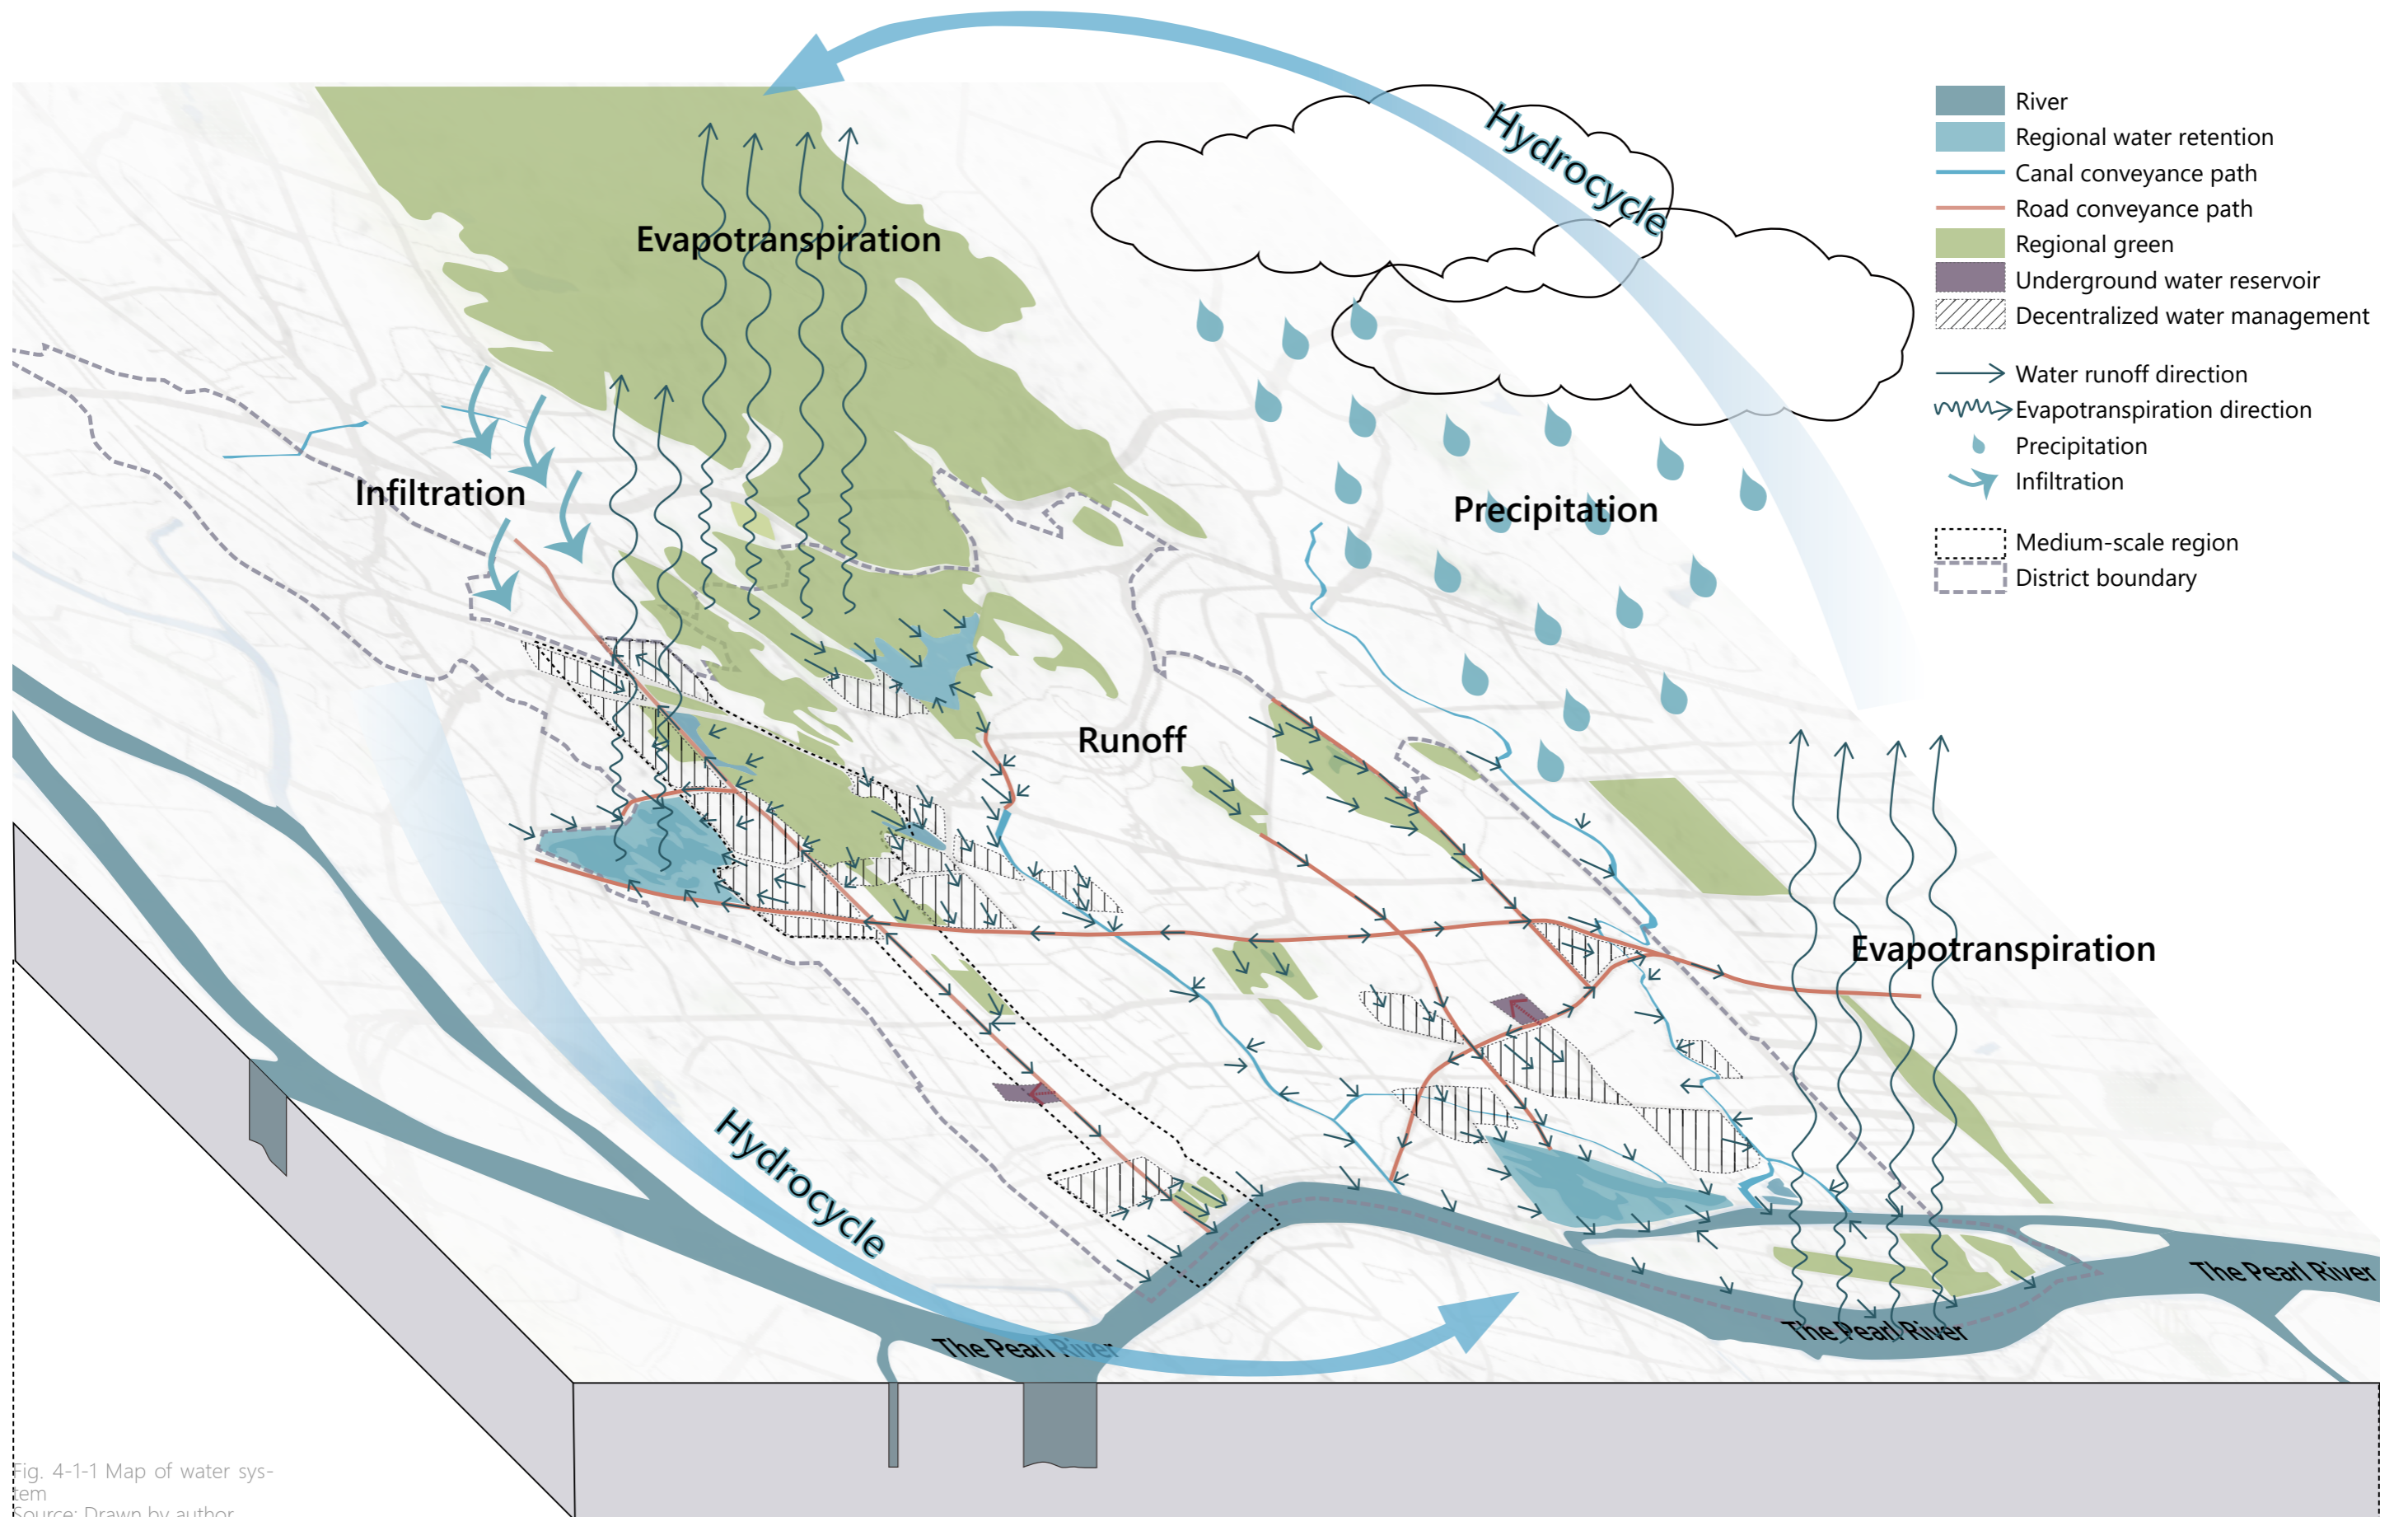 Hydrocycle
River
Regional water retention
Canal conveyance path
Road conveyance path
Regional green
Underground water reservoir
Decentralized water management
Water runoff direction
Evapotranspiration direction
Precipitation
Infiltration
Medium-scale region
District boundary
Evapotranspiration
Infiltration
Precipitation
Runoff
Evapotranspiration
Hydrocycle
The Pearl River
The Pearl River
The Pearl River
Fig. 4-1-1 Map of water sys-
tem
Source: Drawn by author